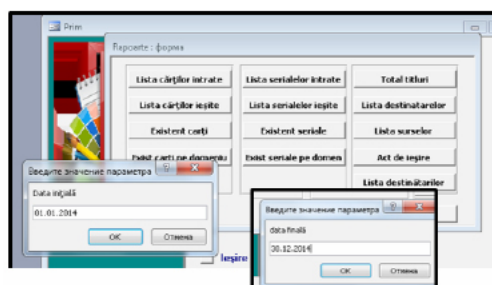 Prim
Rapoarte : форма
Lista cărților intrate
Lista serialelor intrate
Total titluri
Lista cărților ieșite
Lista serialelor ieșite
Lista destinatarelor
Existent cărți
Existent seriale
Lista surselor
Exist carti pe domeniu
Exist seriale pe domen
Act de ieșire
Lista destinătarilor
Введите значение параметра
Data inițială
01.01.2014
OK
Отмена
Введите значение параметра
data finală
30.12.2014
OK
Отмена
Ieșire